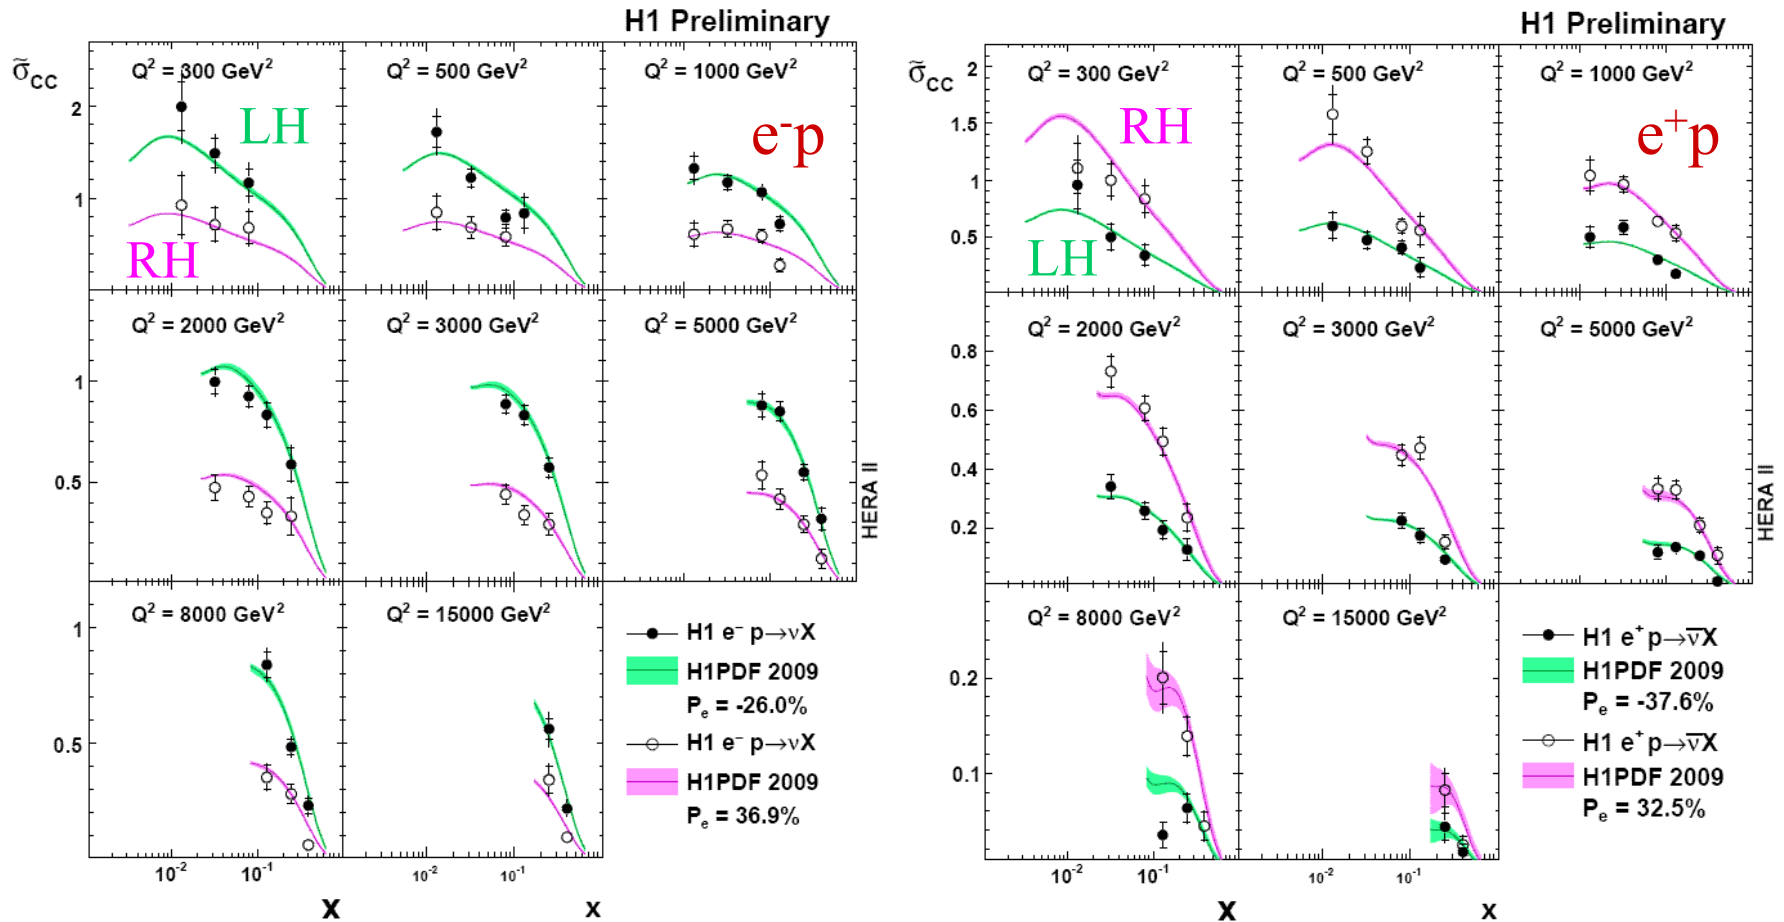 H1 Preliminary
σ̃CC
Q² = 300 GeV²
Q² = 500 GeV²
Q² = 1000 GeV²
LH
RH
e⁻p
2
1
Q² = 2000 GeV²
Q² = 3000 GeV²
Q² = 5000 GeV²
1
0.5
HERA II
Q² = 8000 GeV²
Q² = 15000 GeV²
1
0.5
H1 e⁻ p→νX
H1PDF 2009
Pe = -26.0%
H1 e⁻ p→νX
H1PDF 2009
Pe = 36.9%
10⁻² 10⁻¹ 10⁻² 10⁻¹
x x
H1 Preliminary
σ̃CC
Q² = 300 GeV²
Q² = 500 GeV²
Q² = 1000 GeV²
RH
LH
e⁺p
2
1.5
1
0.5
Q² = 2000 GeV²
Q² = 3000 GeV²
Q² = 5000 GeV²
0.8
0.6
0.4
0.2
HERA II
Q² = 8000 GeV²
Q² = 15000 GeV²
0.2
0.1
H1 e⁺ p→ν̅X
H1PDF 2009
Pe = -37.6%
H1 e⁺ p→ν̅X
H1PDF 2009
Pe = 32.5%
10⁻² 10⁻¹ 10⁻² 10⁻¹
x x